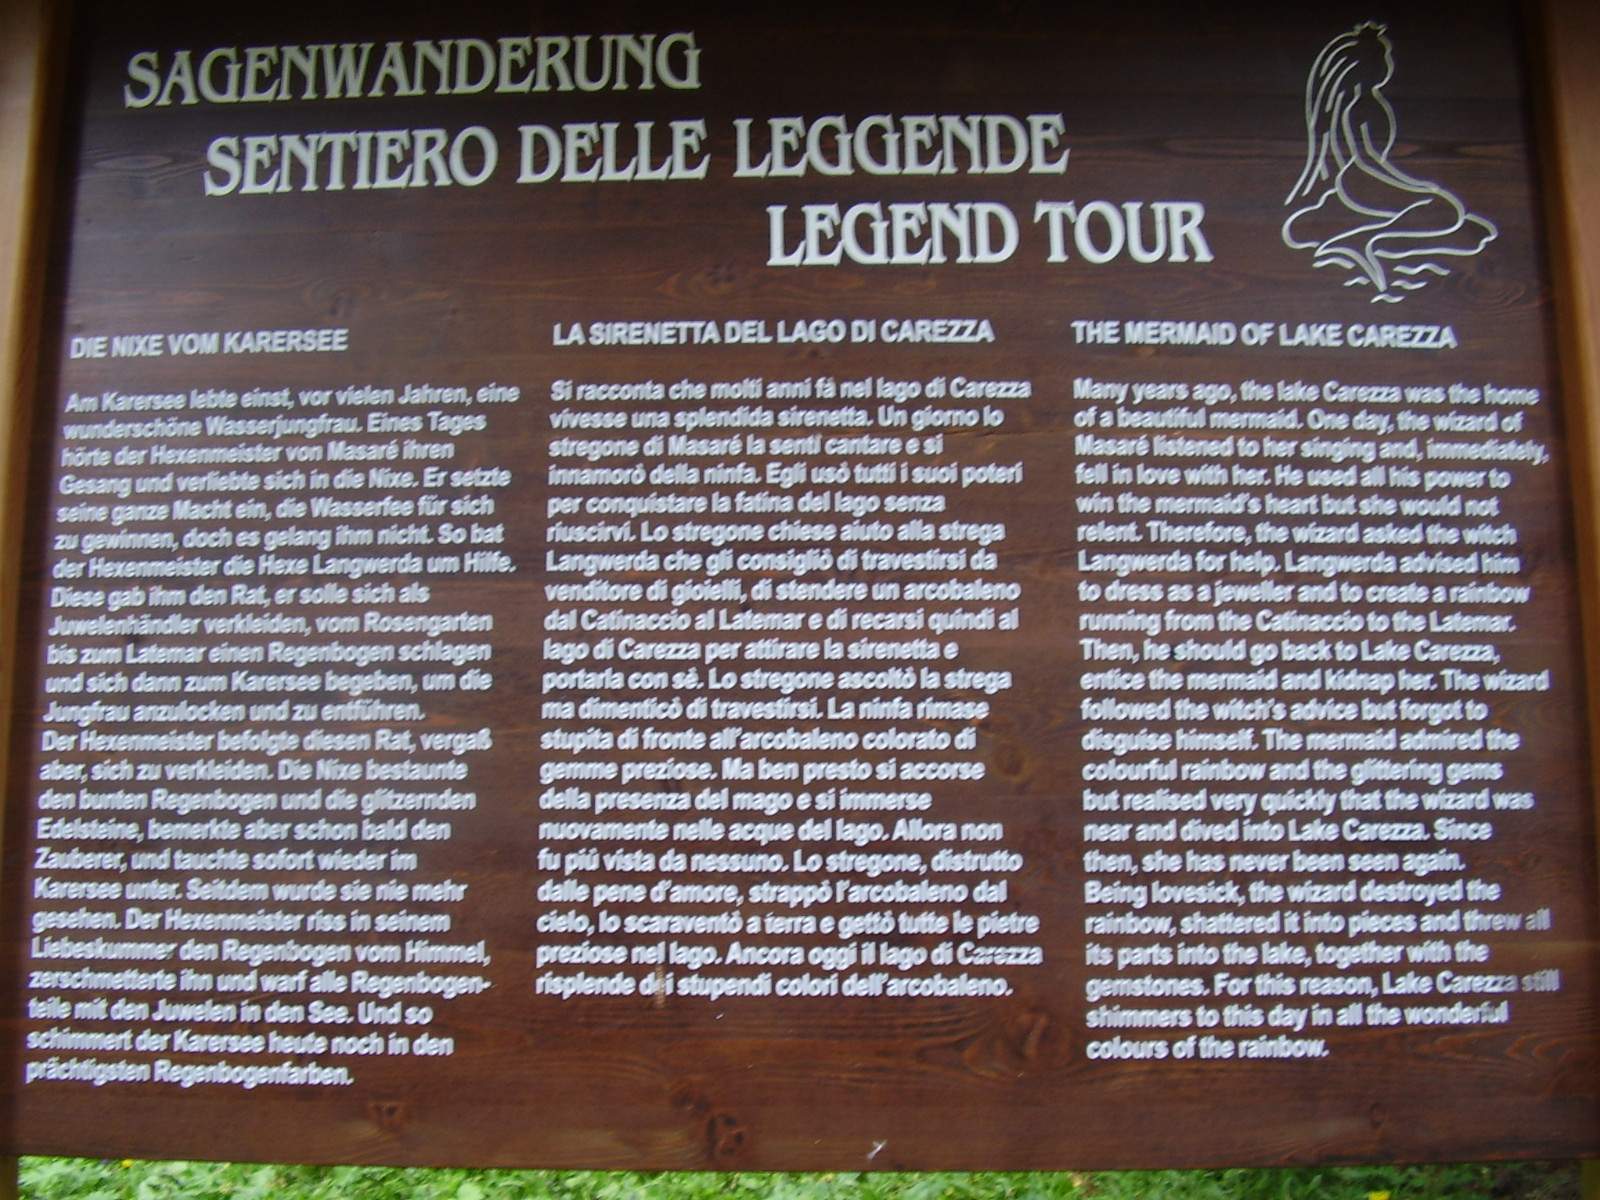 SAGENWANDERUNG
SENTIERO DELLE LEGGENDE
LEGEND TOUR
DIE NIXE VOM KARERSEE
Am Karersee lebte einst, vor vielen Jahren, eine
wunderschöne Wasserjungfrau. Eines Tages
hörte der Hexenmeister von Masaré ihren
Gesang und verliebte sich in die Nixe. Er setzte
seine ganze Macht ein, die Wasserfee für sich
zu gewinnen, doch es gelang ihm nicht. So bat
der Hexenmeister die Hexe Langwerda um Hilfe.
Diese gab ihm den Rat, er solle sich als
Juwelenhändler verkleiden, vom Rosengarten
bis zum Latemar einen Regenbogen schlagen
und sich dann zum Karersee begeben, um die
Jungfrau anzulocken und zu entführen.
Der Hexenmeister befolgte diesen Rat, vergaß
aber, sich zu verkleiden. Die Nixe bestaunte
den bunten Regenbogen und die glitzernden
Edelsteine, bemerkte aber schon bald den
Zauberer, und tauchte sofort wieder im
Karersee unter. Seitdem wurde sie nie mehr
gesehen. Der Hexenmeister riss in seinem
Liebeskummer den Regenbogen vom Himmel,
zerschmetterte ihn und warf alle Regenbogen-
teile mit den Juwelen in den See. Und so
schimmert der Karersee heute noch in den
prächtigsten Regenbogenfarben.
LA SIRENETTA DEL LAGO DI CAREZZA
Si racconta che molti anni fà nel lago di Carezza
vivesse una splendida sirenetta. Un giorno lo
stregone di Masaré la sentì cantare e si
innamorò della ninfa. Egli usò tutti i suoi poteri
per conquistare la fatina del lago senza
riuscirvi. Lo stregone chiese aiuto alla strega
Langwerda che gli consigliò di travestirsi da
venditore di gioielli, di stendere un arcobaleno
dal Catinaccio al Latemar e di recarsi quindi al
lago di Carezza per attirare la sirenetta e
portarla con sè. Lo stregone ascoltò la strega
ma dimenticò di travestirsi. La ninfa rimase
stupita di fronte all'arcobaleno colorato di
gemme preziose. Ma ben presto si accorse
della presenza del mago e si immerse
nuovamente nelle acque del lago. Allora non
fu più vista da nessuno. Lo stregone, distrutto
dalle pene d'amore, strappò l'arcobaleno dal
cielo, lo scaraventò a terra e gettò tutte le pietre
preziose nel lago. Ancora oggi il lago di Carezza
risplende dei stupendi colori dell'arcobaleno.
THE MERMAID OF LAKE CAREZZA
Many years ago, the lake Carezza was the home
of a beautiful mermaid. One day, the wizard of
Masaré listened to her singing and, immediately,
fell in love with her. He used all his power to
win the mermaid's heart but she would not
relent. Therefore, the wizard asked the witch
Langwerda for help. Langwerda advised him
to dress as a jeweller and to create a rainbow
running from the Catinaccio to the Latemar.
Then, he should go back to Lake Carezza,
entice the mermaid and kidnap her. The wizard
followed the witch's advice but forgot to
disguise himself. The mermaid admired the
colourful rainbow and the glittering gems
but realised very quickly that the wizard was
near and dived into Lake Carezza. Since
then, she has never been seen again.
Being lovesick, the wizard destroyed the
rainbow, shattered it into pieces and threw all
its parts into the lake, together with the
gemstones. For this reason, Lake Carezza still
shimmers to this day in all the wonderful
colours of the rainbow.